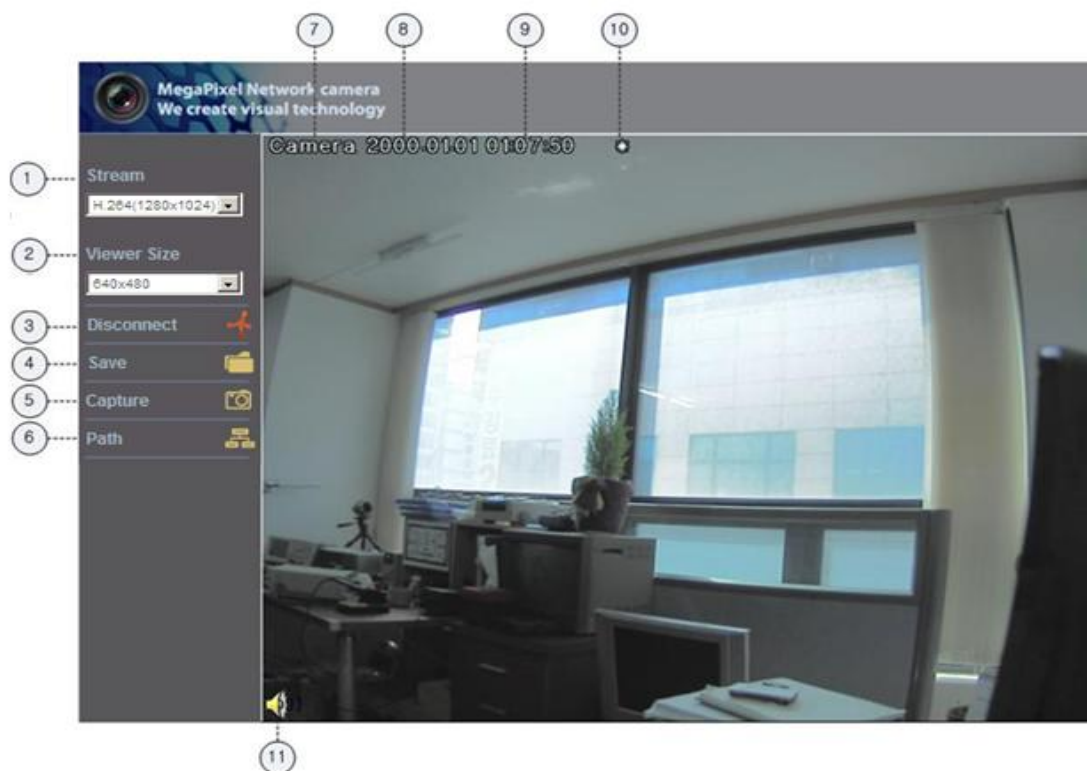 7
8
9
10
MegaPixel Network camera
We create visual technology
Camera 2000.01.01 01:07:50
1
Stream
H.264(1280x1024)
2
Viewer Size
640x480
3
Disconnect
4
Save
5
Capture
6
Path
11